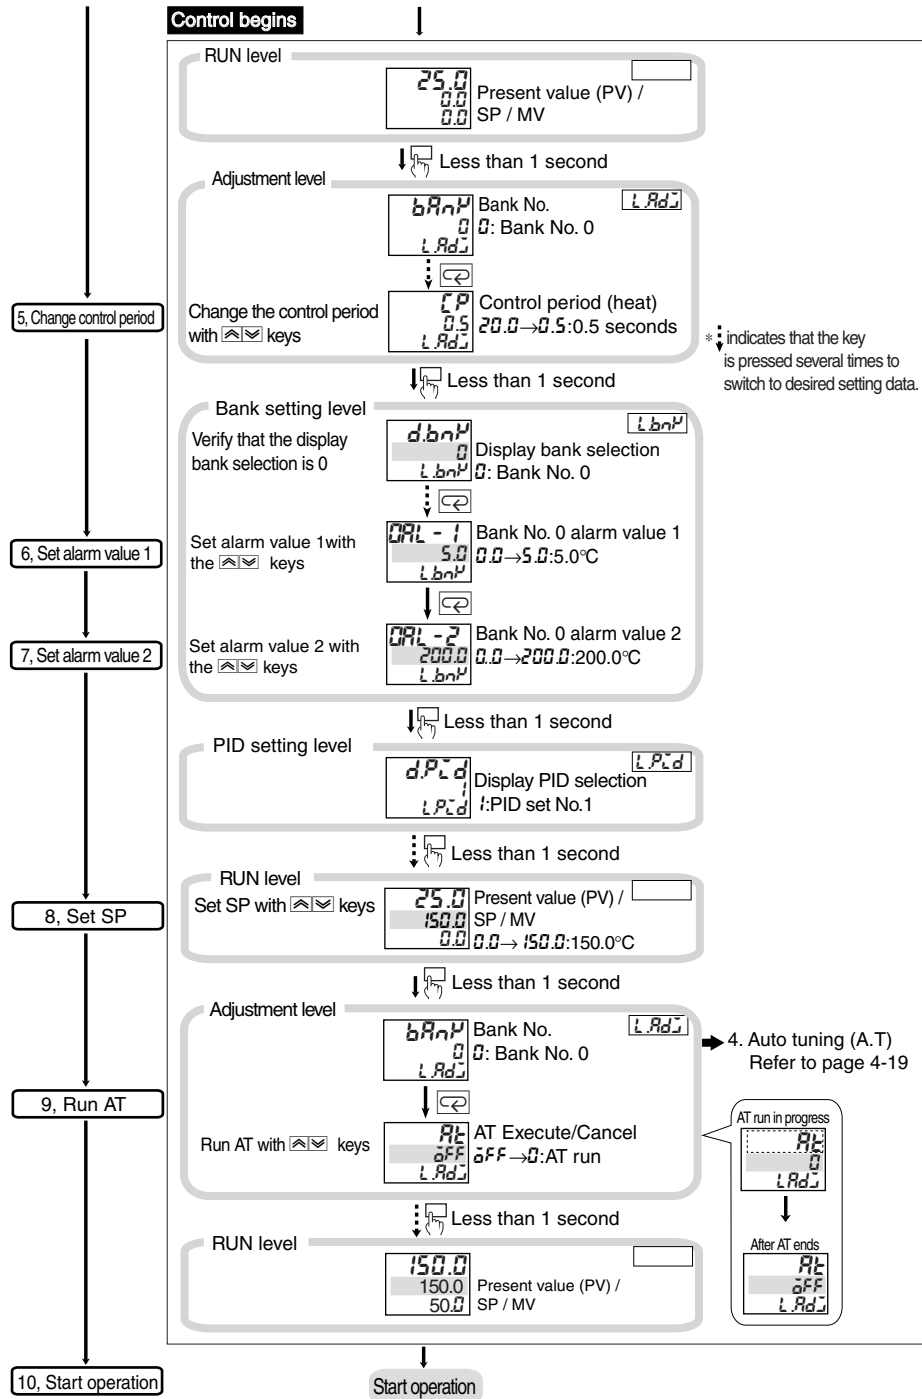 Control begins
RUN level
25.0
0.0
0.0
Present value (PV) /
SP / MV
Less than 1 second
Adjustment level
L.Adj
bAnK
0
L.Adj
Bank No.
0: Bank No. 0
5, Change control period
Change the control period
with keys
CP
0.5
L.Adj
Control period (heat)
20.0→0.5:0.5 seconds
* indicates that the key
is pressed several times to
switch to desired setting data.
Less than 1 second
Bank setting level
L.bnK
Verify that the display
bank selection is 0
d.bnK
0
L.bnK
Display bank selection
0: Bank No. 0
6, Set alarm value 1
Set alarm value 1with
the keys
0AL-1
5.0
L.bnK
Bank No. 0 alarm value 1
0.0→5.0:5.0°C
7, Set alarm value 2
Set alarm value 2 with
the keys
0AL-2
200.0
L.bnK
Bank No. 0 alarm value 2
0.0→200.0:200.0°C
Less than 1 second
PID setting level
L.Pid
d.Pid
1
L.Pid
Display PID selection
1:PID set No.1
Less than 1 second
RUN level
8, Set SP
Set SP with keys
25.0
150.0
0.0
Present value (PV) /
SP / MV
0.0→150.0:150.0°C
Less than 1 second
Adjustment level
L.Adj
bAnK
0
L.Adj
Bank No.
0: Bank No. 0
4. Auto tuning (A.T)
Refer to page 4-19
9, Run AT
Run AT with keys
At
oFF
L.Adj
AT Execute/Cancel
oFF→0:AT run
AT run in progress
At
0
L.Adj
After AT ends
At
oFF
L.Adj
Less than 1 second
RUN level
150.0
150.0
50.0
Present value (PV) /
SP / MV
10, Start operation
Start operation